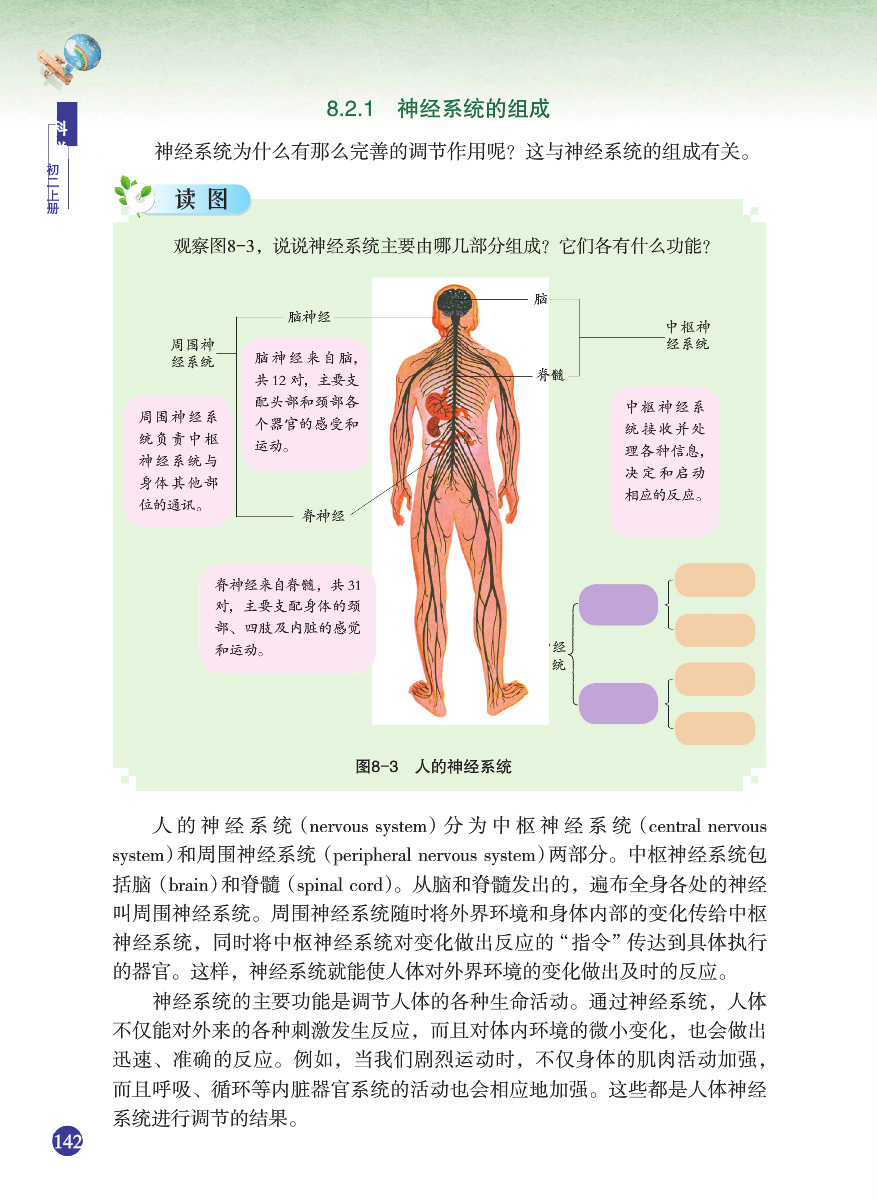 科
初二上册
8.2.1 神经系统的组成
神经系统为什么有那么完善的调节作用呢？这与神经系统的组成有关。
读图
观察图8-3，说说神经系统主要由哪几部分组成？它们各有什么功能？
脑神经
周围神
经系统
脑神经来自脑，
共12对，主要支
配头部和颈部各
个器官的感受和
运动。
周围神经系
统负责中枢
神经系统与
身体其他部
位的通讯。
脊神经
脊神经来自脊髓，共31
对，主要支配身体的颈
部、四肢及内脏的感觉
和运动。
脑
脊髓
中枢神
经系统
中枢神经系
统接收并处
理各种信息，
决定和启动
相应的反应。
经
统
图8-3 人的神经系统
人的神经系统（nervous system）分为中枢神经系统（central nervous
system）和周围神经系统（peripheral nervous system）两部分。中枢神经系统包
括脑（brain）和脊髓（spinal cord）。从脑和脊髓发出的，遍布全身各处的神经
叫周围神经系统。周围神经系统随时将外界环境和身体内部的变化传给中枢
神经系统，同时将中枢神经系统对变化做出反应的“指令”传达到具体执行
的器官。这样，神经系统就能使人体对外界环境的变化做出及时的反应。
神经系统的主要功能是调节人体的各种生命活动。通过神经系统，人体
不仅能对外来的各种刺激发生反应，而且对体内环境的微小变化，也会做出
迅速、准确的反应。例如，当我们剧烈运动时，不仅身体的肌肉活动加强，
而且呼吸、循环等内脏器官系统的活动也会相应地加强。这些都是人体神经
系统进行调节的结果。
142